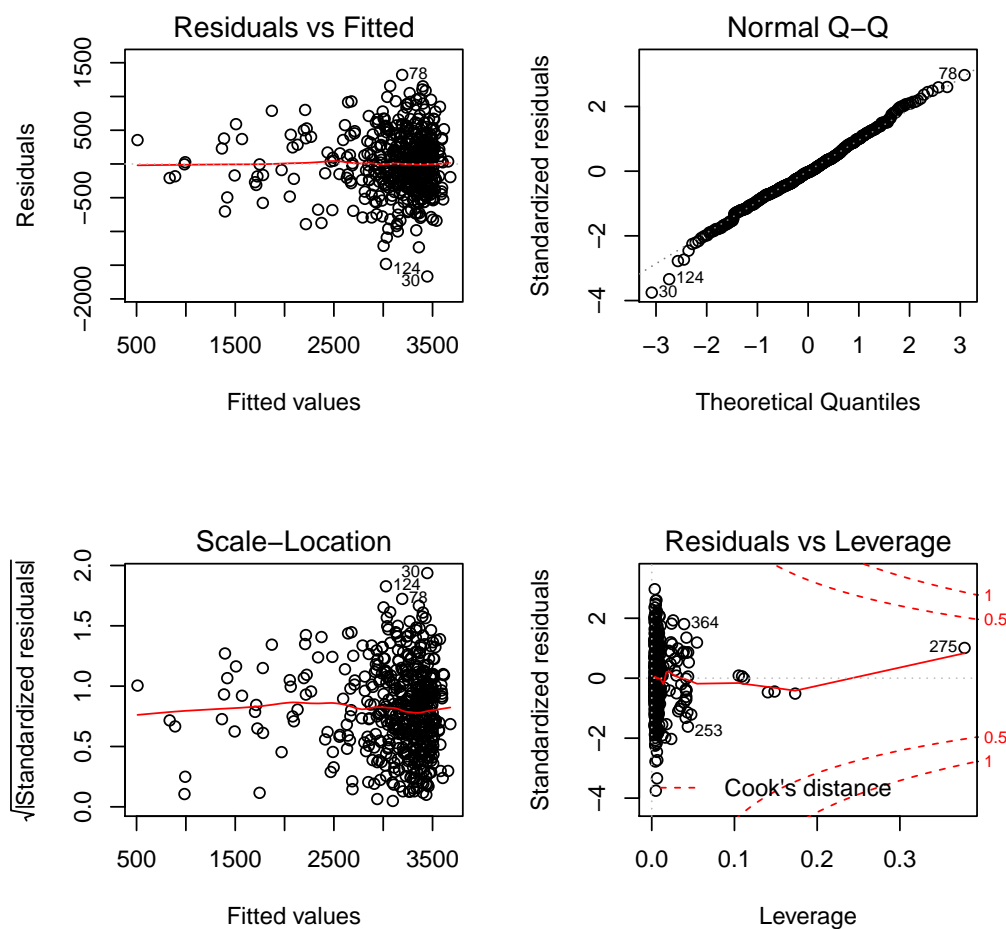 Residuals vs Fitted
Residuals
1500
500
−500
−2000
78
124
30
500 1500 2500 3500
Fitted values
Normal Q−Q
Standardized residuals
2
0
−2
−4
78
124
30
−3 −2 −1 0 1 2 3
Theoretical Quantiles
Scale−Location
√|Standardized residuals|
2.0
1.5
1.0
0.5
0.0
30
124
78
500 1500 2500 3500
Fitted values
Residuals vs Leverage
Standardized residuals
2
0
−2
−4
364
275
253
1
0.5
0.5
1
Cook's distance
0.0 0.1 0.2 0.3
Leverage